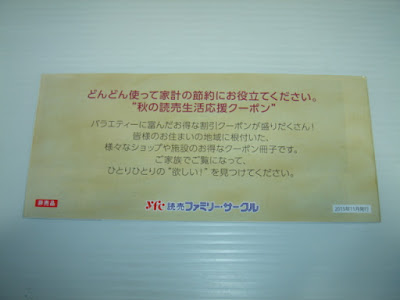 どんどん使って家計の節約にお役立てください。
"秋の読売生活応援クーポン"
バラエティーに富んだお得な割引クーポンが盛りだくさん!
皆様のお住まいの地域に根付いた、
様々なショップや施設のお得なクーポン冊子です。
ご家族でご覧になって、
ひとりひとりの"欲しい!"を見つけてください。
非売品
yfc 読売ファミリー・サークル